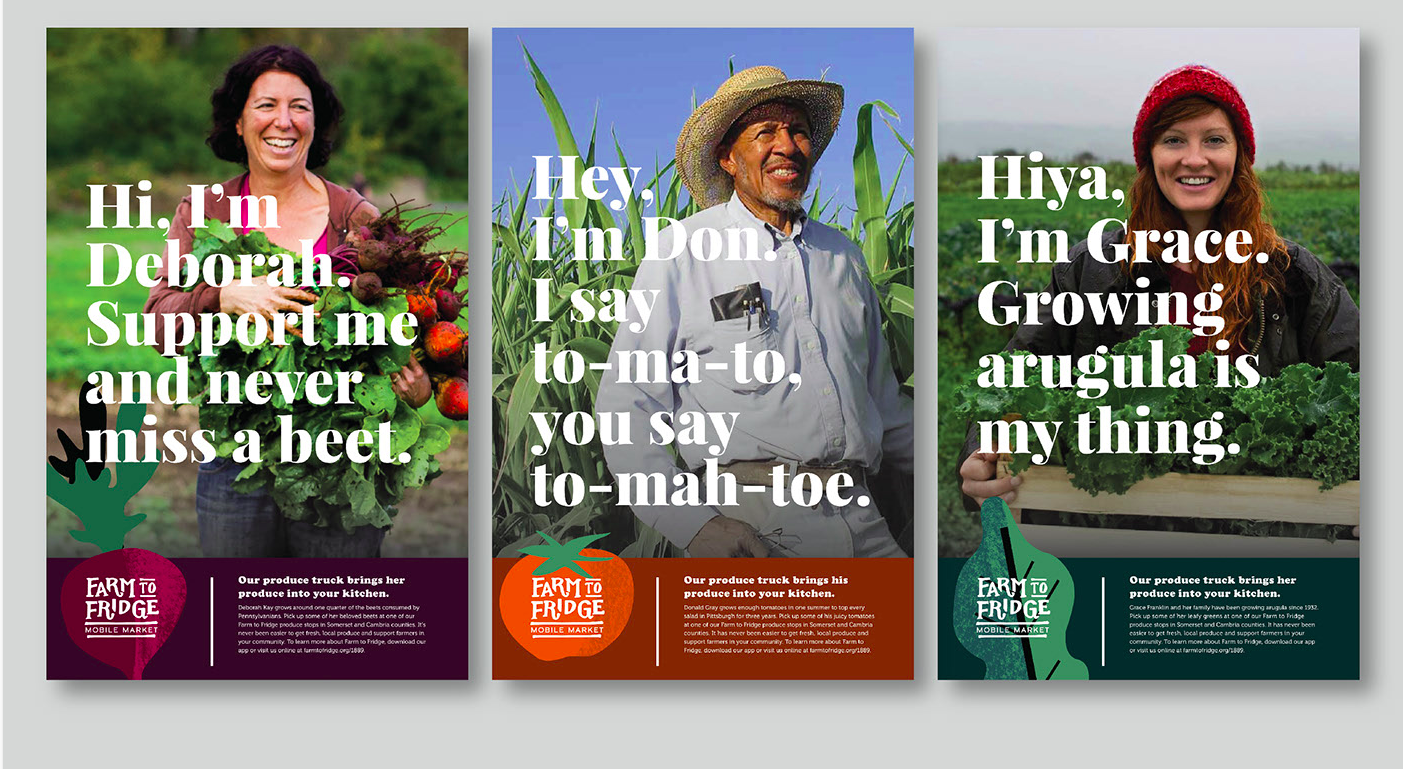 Hi, I'm
Deborah.
Support me
and never
miss a beet.
FARM TO
FRIDGE
MOBILE MARKET
Our produce truck brings her
produce into your kitchen.
Deborah Kay grows around one quarter of the beets consumed by
Pennsylvanians. Pick up some of her beloved beets at one of our
Farm to Fridge produce stops in Somerset and Cambria counties. It's
never been easier to get fresh, local produce and support farmers in
your community. To learn more about Farm to Fridge, download our
app or visit us online at farmtofridge.org/1889.
Hey,
I'm Don.
I say
to-ma-to,
you say
to-mah-toe.
FARM TO
FRIDGE
MOBILE MARKET
Our produce truck brings his
produce into your kitchen.
Donald Gray grows enough tomatoes in one summer to top every
salad in Pittsburgh for three years. Pick up some of his juicy tomatoes
at one of our Farm to Fridge produce stops in Somerset and Cambria
counties. It has never been easier to get fresh, local produce and
support farmers in your community. To learn more about Farm to
Fridge, download our app or visit us online at farmtofridge.org/1889.
Hiya,
I'm Grace.
Growing
arugula is
my thing.
FARM TO
FRIDGE
MOBILE MARKET
Our produce truck brings her
produce into your kitchen.
Grace Franklin and her family have been growing arugula since 1932.
Pick up some of her leafy greens at one of our Farm to Fridge
produce stops in Somerset and Cambria counties. It has never been
easier to get fresh, local produce and support farmers in your
community. To learn more about Farm to Fridge, download our app
or visit us online at farmtofridge.org/1889.